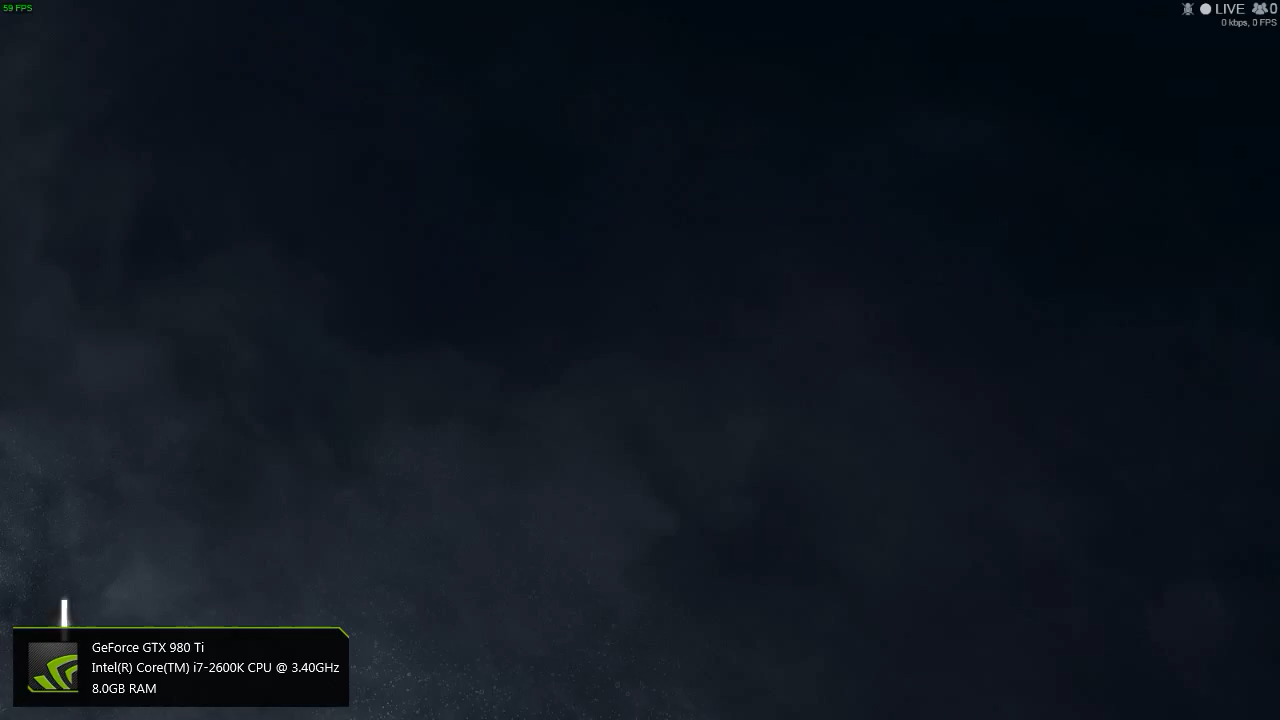 59 FPS
LIVE 0
0 kbps, 0 FPS
GeForce GTX 980 Ti
Intel(R) Core(TM) i7-2600K CPU @ 3.40GHz
8.0GB RAM